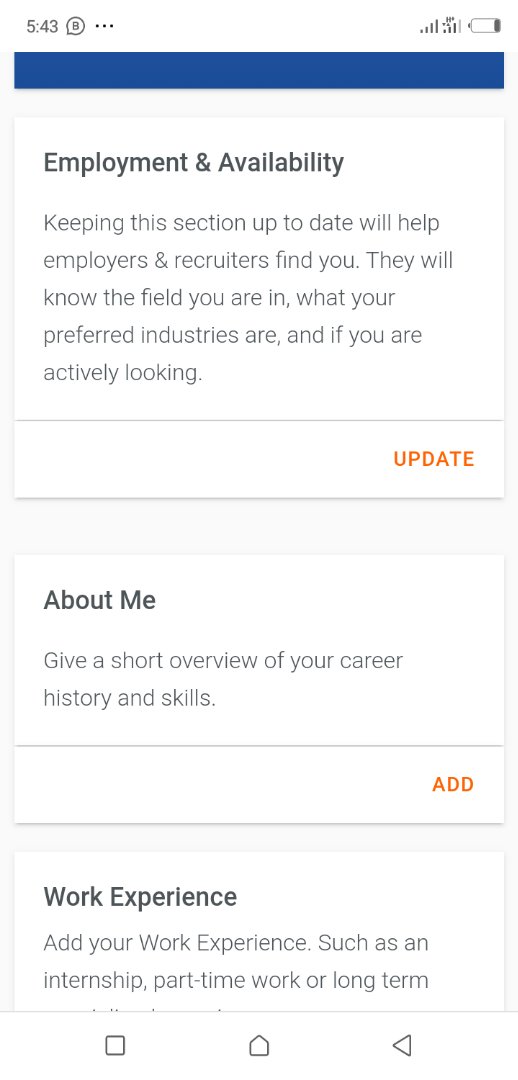 5:43
Employment & Availability
Keeping this section up to date will help
employers & recruiters find you. They will
know the field you are in, what your
preferred industries are, and if you are
actively looking.
UPDATE
About Me
Give a short overview of your career
history and skills.
ADD
Work Experience
Add your Work Experience. Such as an
internship, part-time work or long term